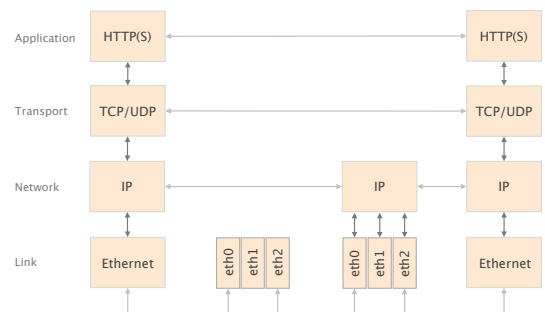 Application HTTP(S) HTTP(S)
Transport TCP/UDP TCP/UDP
Network IP IP IP
Link Ethernet eth0 eth1 eth2 eth0 eth1 eth2 Ethernet